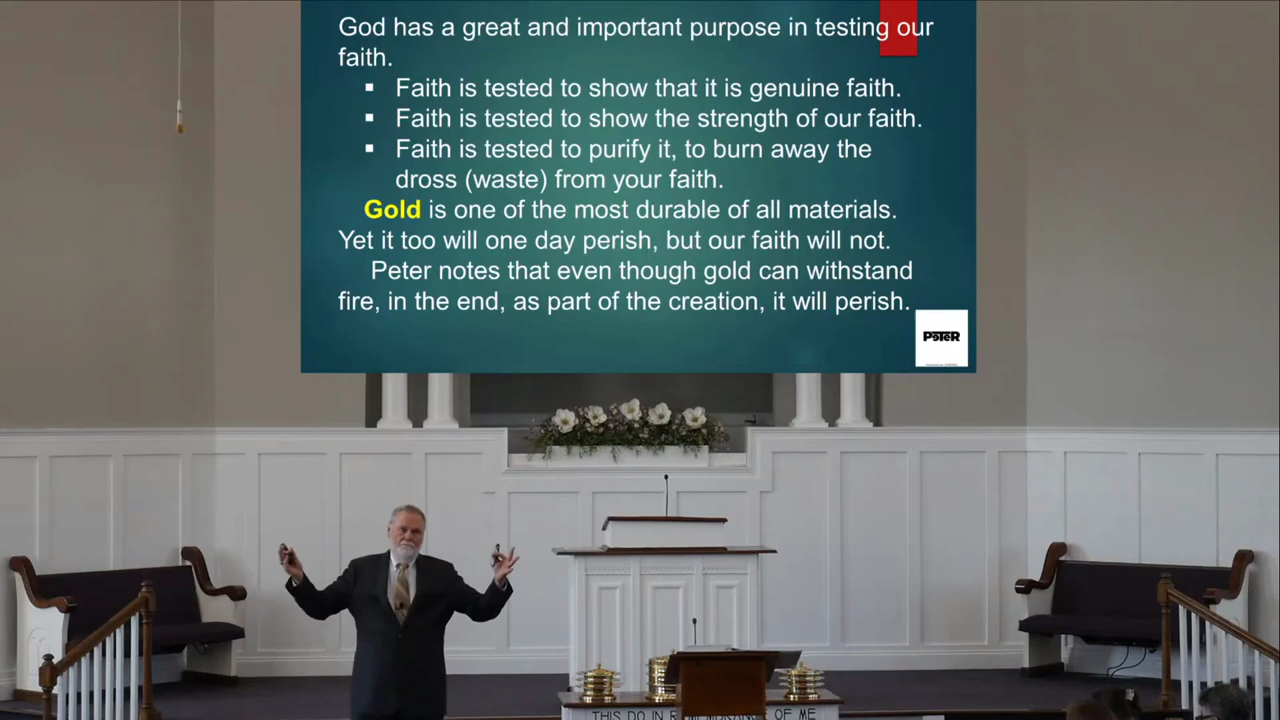 God has a great and important purpose in testing our
faith.
▪ Faith is tested to show that it is genuine faith.
▪ Faith is tested to show the strength of our faith.
▪ Faith is tested to purify it, to burn away the
dross (waste) from your faith.
Gold is one of the most durable of all materials.
Yet it too will one day perish, but our faith will not.
Peter notes that even though gold can withstand
fire, in the end, as part of the creation, it will perish.
PeTeR
THIS DO IN OF ME